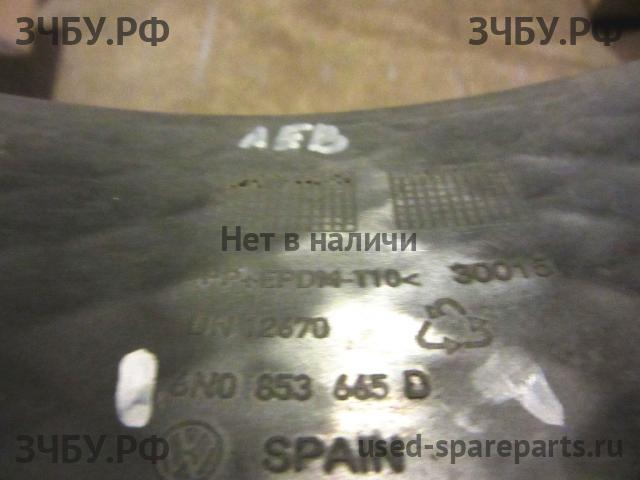 ЗЧБУ.РФ ЗЧБУ.РФ
AEB
Нет в наличи
PP+EPDM-T10< 30016
12670
6N0 853 665 D
SPAIN
ЗЧБУ.РФ used-spareparts.ru